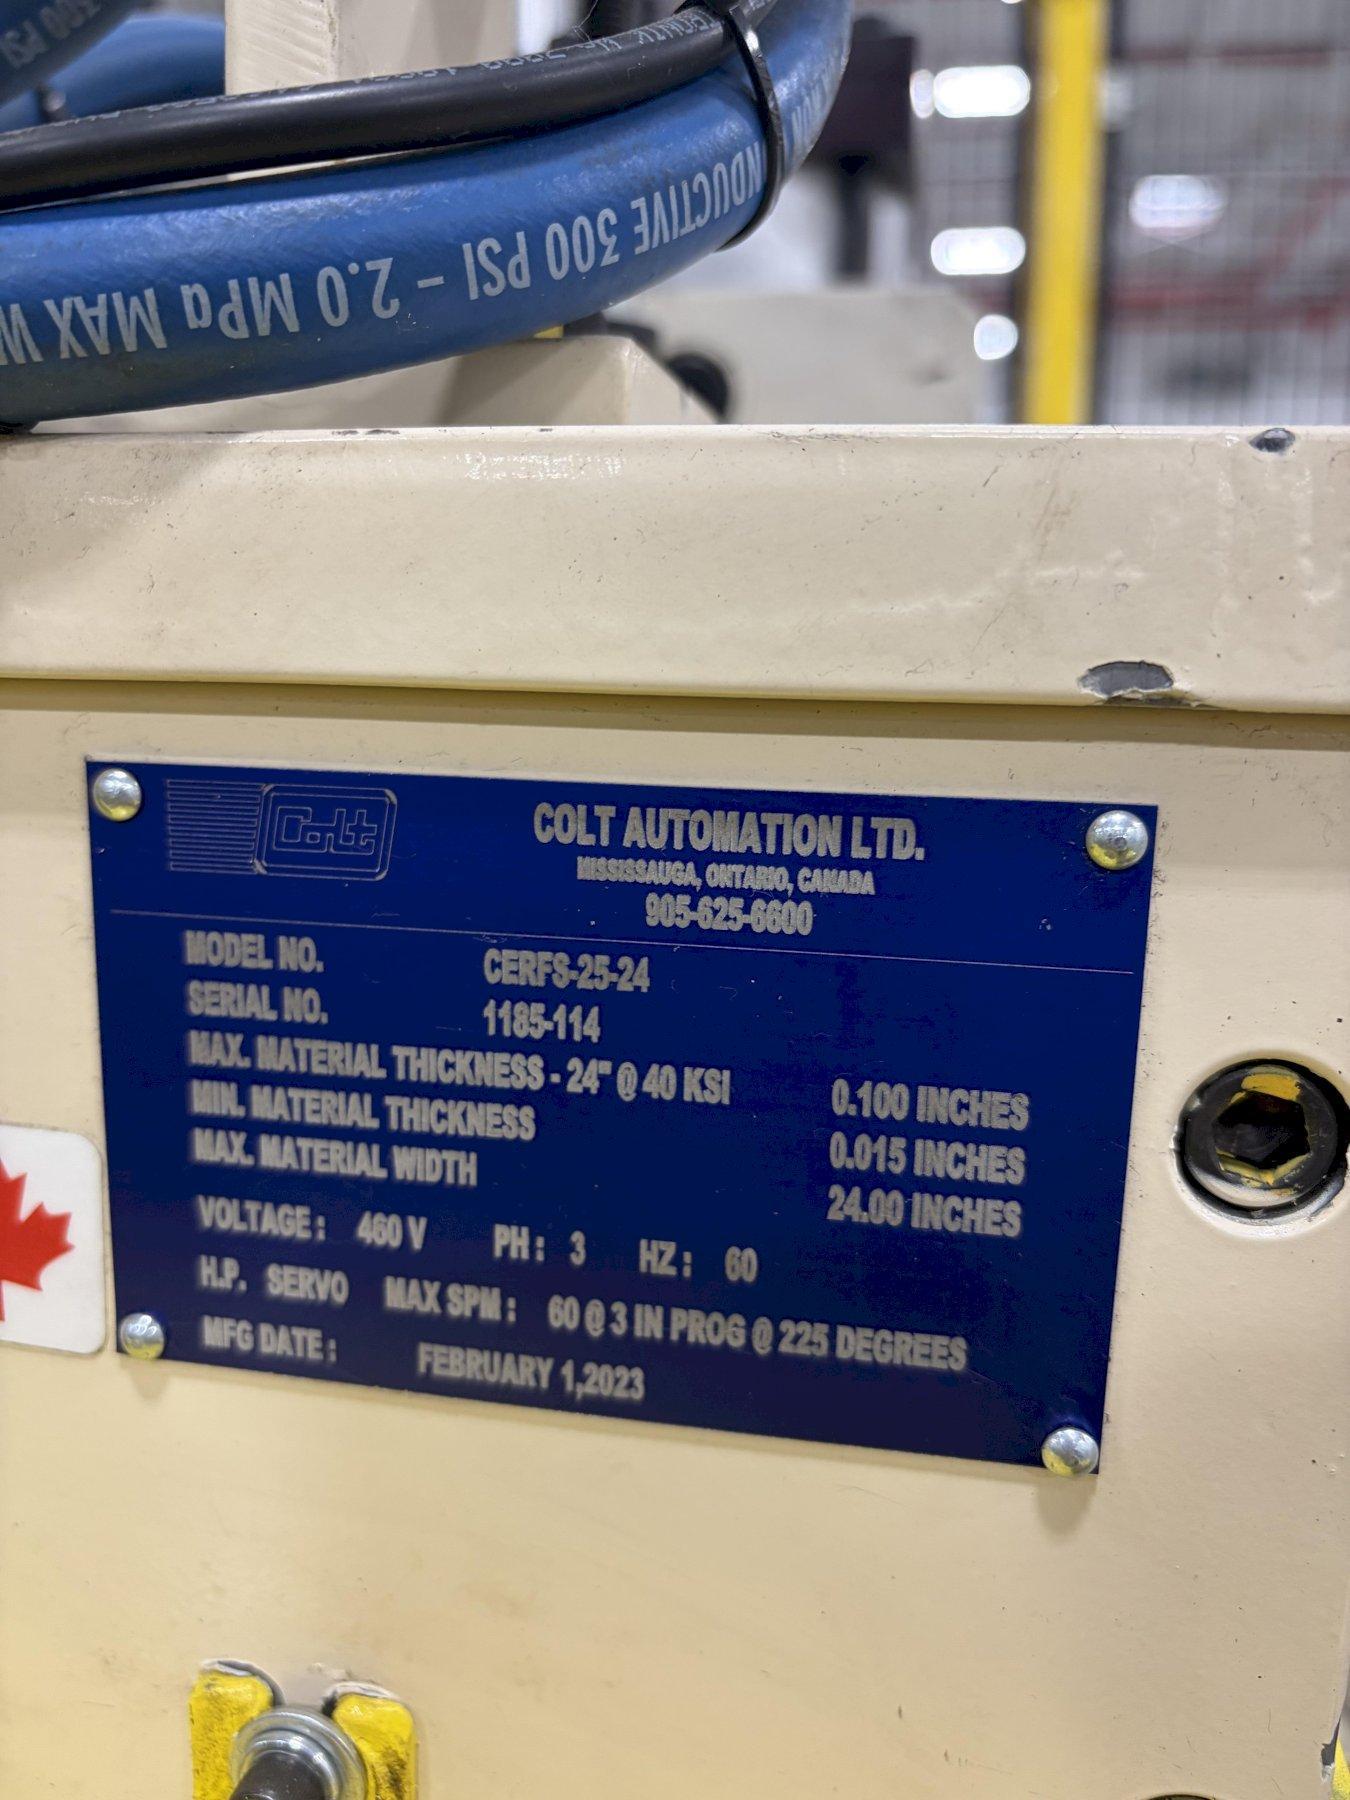 300 PSI
NDUCTIVE 300 PSI - 2.0 MPa MAX W
Colt
COLT AUTOMATION LTD.
MISSISSAUGA, ONTARIO, CANADA
905-625-6600
MODEL NO. CERFS-25-24
SERIAL NO. 1185-114
MAX. MATERIAL THICKNESS - 24" @ 40 KSI 0.100 INCHES
MIN. MATERIAL THICKNESS 0.015 INCHES
MAX. MATERIAL WIDTH 24.00 INCHES
VOLTAGE : 460 V PH : 3 HZ : 60
H.P. SERVO MAX SPM : 60 @ 3 IN PROG @ 225 DEGREES
MFG DATE : FEBRUARY 1,2023